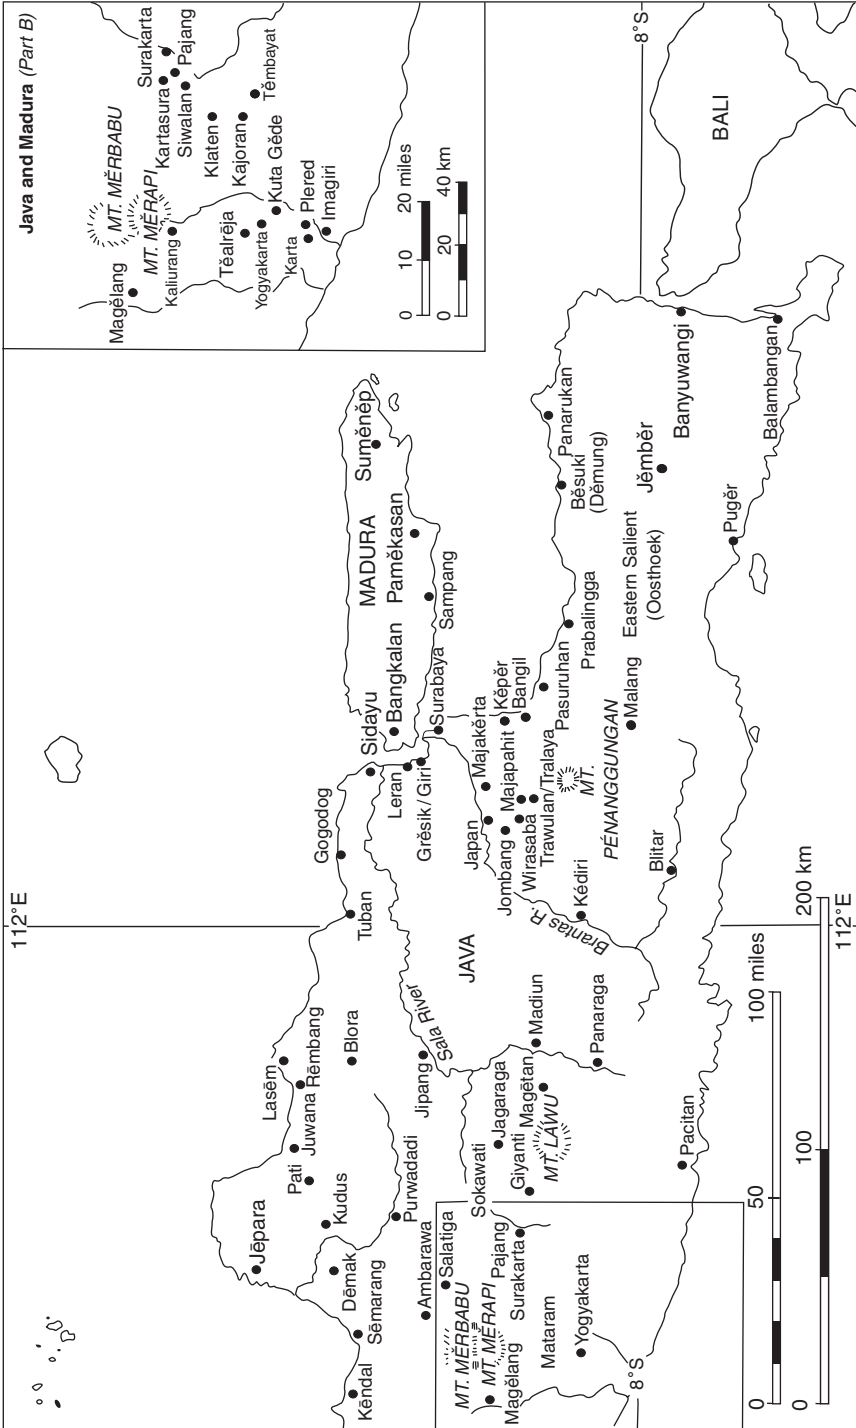 Java and Madura (Part B)
MT. MĔRBABU
MT. MĔRAPI
Magĕlang
Kaliurang
Surakarta
Pajang
Kartasura
Siwalan
Klaten
Kajoran
Tĕmbayat
Tĕalrĕja
Yogyakarta
Kuta Gĕde
Karta
Plered
Imagiri
0 10 20 miles
0 20 40 km
112°E
8°S
BALI
MADURA
Sumĕnĕp
Pamĕkasan
Bangkalan
Sampang
Sidayu
Surabaya
Leran
Grĕsik/Giri
Gogodog
Tuban
Lasĕm
Rĕmbang
Juwana
Pati
Blora
Jĕpara
Kudus
Dĕmak
Sĕmarang
Kĕndal
Purwadadi
Ambarawa
Salatiga
Jipang
Sala River
JAVA
Sokawati
Jagaraga
Giyanti
Magĕtan
MT. LAWU
Madiun
Panaraga
Pajang
Surakarta
MT. MĔRBABU
MT. MĔRAPI
Magĕlang
Mataram
Yogyakarta
Pacitan
Brantas R.
Kĕdiri
Blitar
Japan
Majakĕrta
Jombang
Majapahit
Wirasaba
Trawulan/Tralaya
Kĕpĕr
Bangil
Pasuruhan
MT.
PĔNANGGUNGAN
Malang
Prabalingga
Eastern Salient
(Oosthoek)
Bĕsuki
(Dĕmung)
Panarukan
Jĕmbĕr
Pugĕr
Banyuwangi
Balambangan
8°S
0 50 100 miles
0 100 200 km
112°E